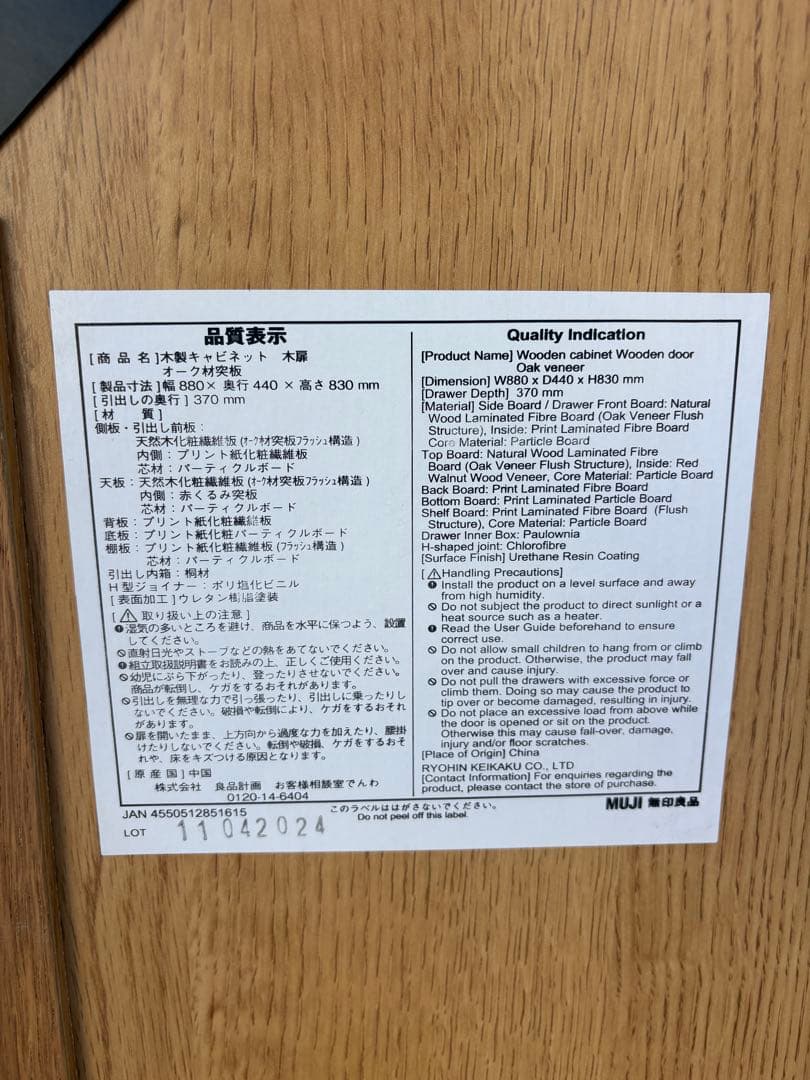 品質表示
[商 品 名]木製キャビネット 木扉
オーク材突板
[製品寸法]幅 880× 奥行 440 × 高さ 830 mm
[引出しの奥行] 370 mm
[材 質]
側板・引出し前板:
天然木化粧繊維板 (ｵｰｸ材突板ﾌﾗｯｼｭ構造)
内側:プリント紙化粧繊維板
芯材:パーティクルボード
天板:天然木化粧繊維板 (ｵｰｸ材突板ﾌﾗｯｼｭ構造)
内側:赤くるみ突板
芯材:パーティクルボード
背板:プリント紙化粧繊維板
底板:プリント紙化粧パーティクルボード
棚板:プリント紙化粧繊維板 (ﾌﾗｯｼｭ構造)
芯材:パーティクルボード
引出し内箱:桐材
H型ジョイナー:ポリ塩化ビニル
[表面加工]ウレタン樹脂塗装
[⚠ 取り扱い上の注意]
湿気の多いところを避け、商品を水平に保つよう、設置
してください。
直射日光やストーブなどの熱をあてないでください。
組立取扱説明書をお読みの上、正しくご使用ください。
幼児にぶら下がったり、登ったりさせないでください。
商品が転倒し、ケガをするおそれがあります。
引出しを無理な力で引っ張ったり、引出しに乗ったりし
ないでください。破損や転倒により、ケガをするおそれ
があります。
扉を開いたまま、上方向から過度な力を加えたり、腰掛
けたりしないでください。転倒や破損、ケガをするおそ
れや、床をキズつける原因となります。
[原 産 国]中国
株式会社 良品計画 お客様相談室でんわ
0120-14-6404
Quality Indication
[Product Name] Wooden cabinet Wooden door
Oak veneer
[Dimension] W880 x D440 x H830 mm
[Drawer Depth] 370 mm
[Material] Side Board / Drawer Front Board: Natural
Wood Laminated Fibre Board (Oak Veneer Flush
Structure), Inside: Print Laminated Fibre Board
Core Material: Particle Board
Top Board: Natural Wood Laminated Fibre
Board (Oak Veneer Flush Structure), Inside: Red
Walnut Wood Veneer, Core Material: Particle Board
Back Board: Print Laminated Fibre Board
Bottom Board: Print Laminated Particle Board
Shelf Board: Print Laminated Fibre Board (Flush
Structure), Core Material: Particle Board
Drawer Inner Box: Paulownia
H-shaped joint: Chlorofibre
[Surface Finish] Urethane Resin Coating
[⚠Handling Precautions]
Install the product on a level surface and away
from high humidity.
Do not subject the product to direct sunlight or a
heat source such as a heater.
Read the User Guide beforehand to ensure
correct use.
Do not allow small children to hang from or climb
on the product. Otherwise, the product may fall
over and cause injury.
Do not pull the drawers with excessive force or
climb them. Doing so may cause the product to
tip over or become damaged, resulting in injury.
Do not place an excessive load from above while
the door is opened or sit on the product.
Otherwise this may cause fall-over, damage,
injury and/or floor scratches.
[Place of Origin] China
RYOHIN KEIKAKU CO., LTD
[Contact Information] For enquiries regarding the
product, please contact the store of purchase.
JAN 4550512851615
このラベルははがさないでください。
Do not peel off this label.
MUJI 無印良品
LOT 11042024